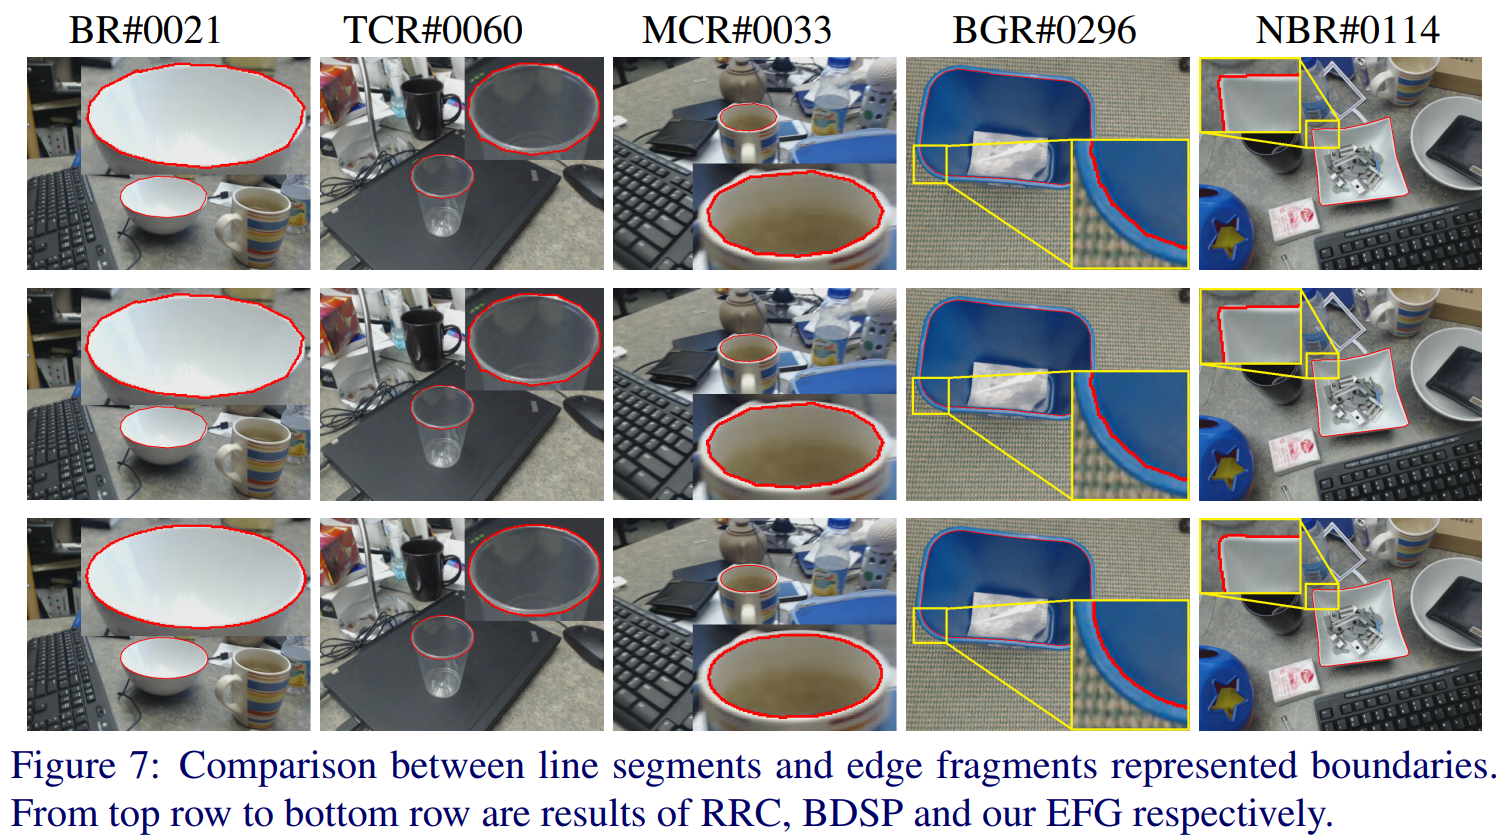 BR#0021 TCR#0060 MCR#0033 BGR#0296 NBR#0114
Figure 7: Comparison between line segments and edge fragments represented boundaries.
From top row to bottom row are results of RRC, BDSP and our EFG respectively.